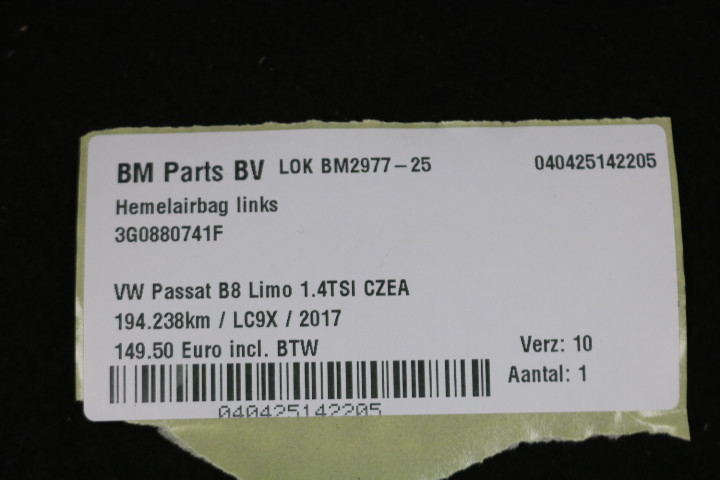 BM Parts BV LOK BM2977-25 040425142205
Hemelairbag links
3G0880741F
VW Passat B8 Limo 1.4TSI CZEA
194.238km / LC9X / 2017
149.50 Euro incl. BTW Verz: 10
Aantal: 1
040425142205